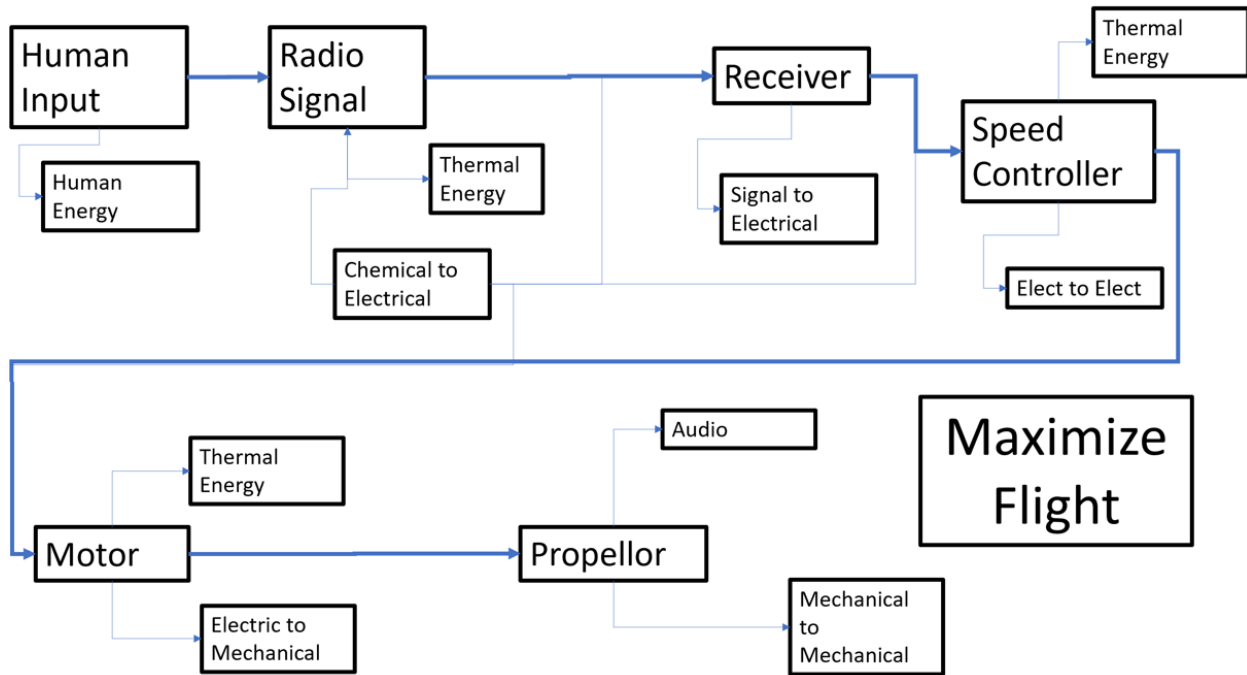 Human
Input
Radio
Signal
Receiver
Thermal
Energy
Speed
Controller
Human
Energy
Thermal
Energy
Signal to
Electrical
Chemical to
Electrical
Elect to Elect
Maximize
Flight
Audio
Thermal
Energy
Motor
Propellor
Electric to
Mechanical
Mechanical
to
Mechanical